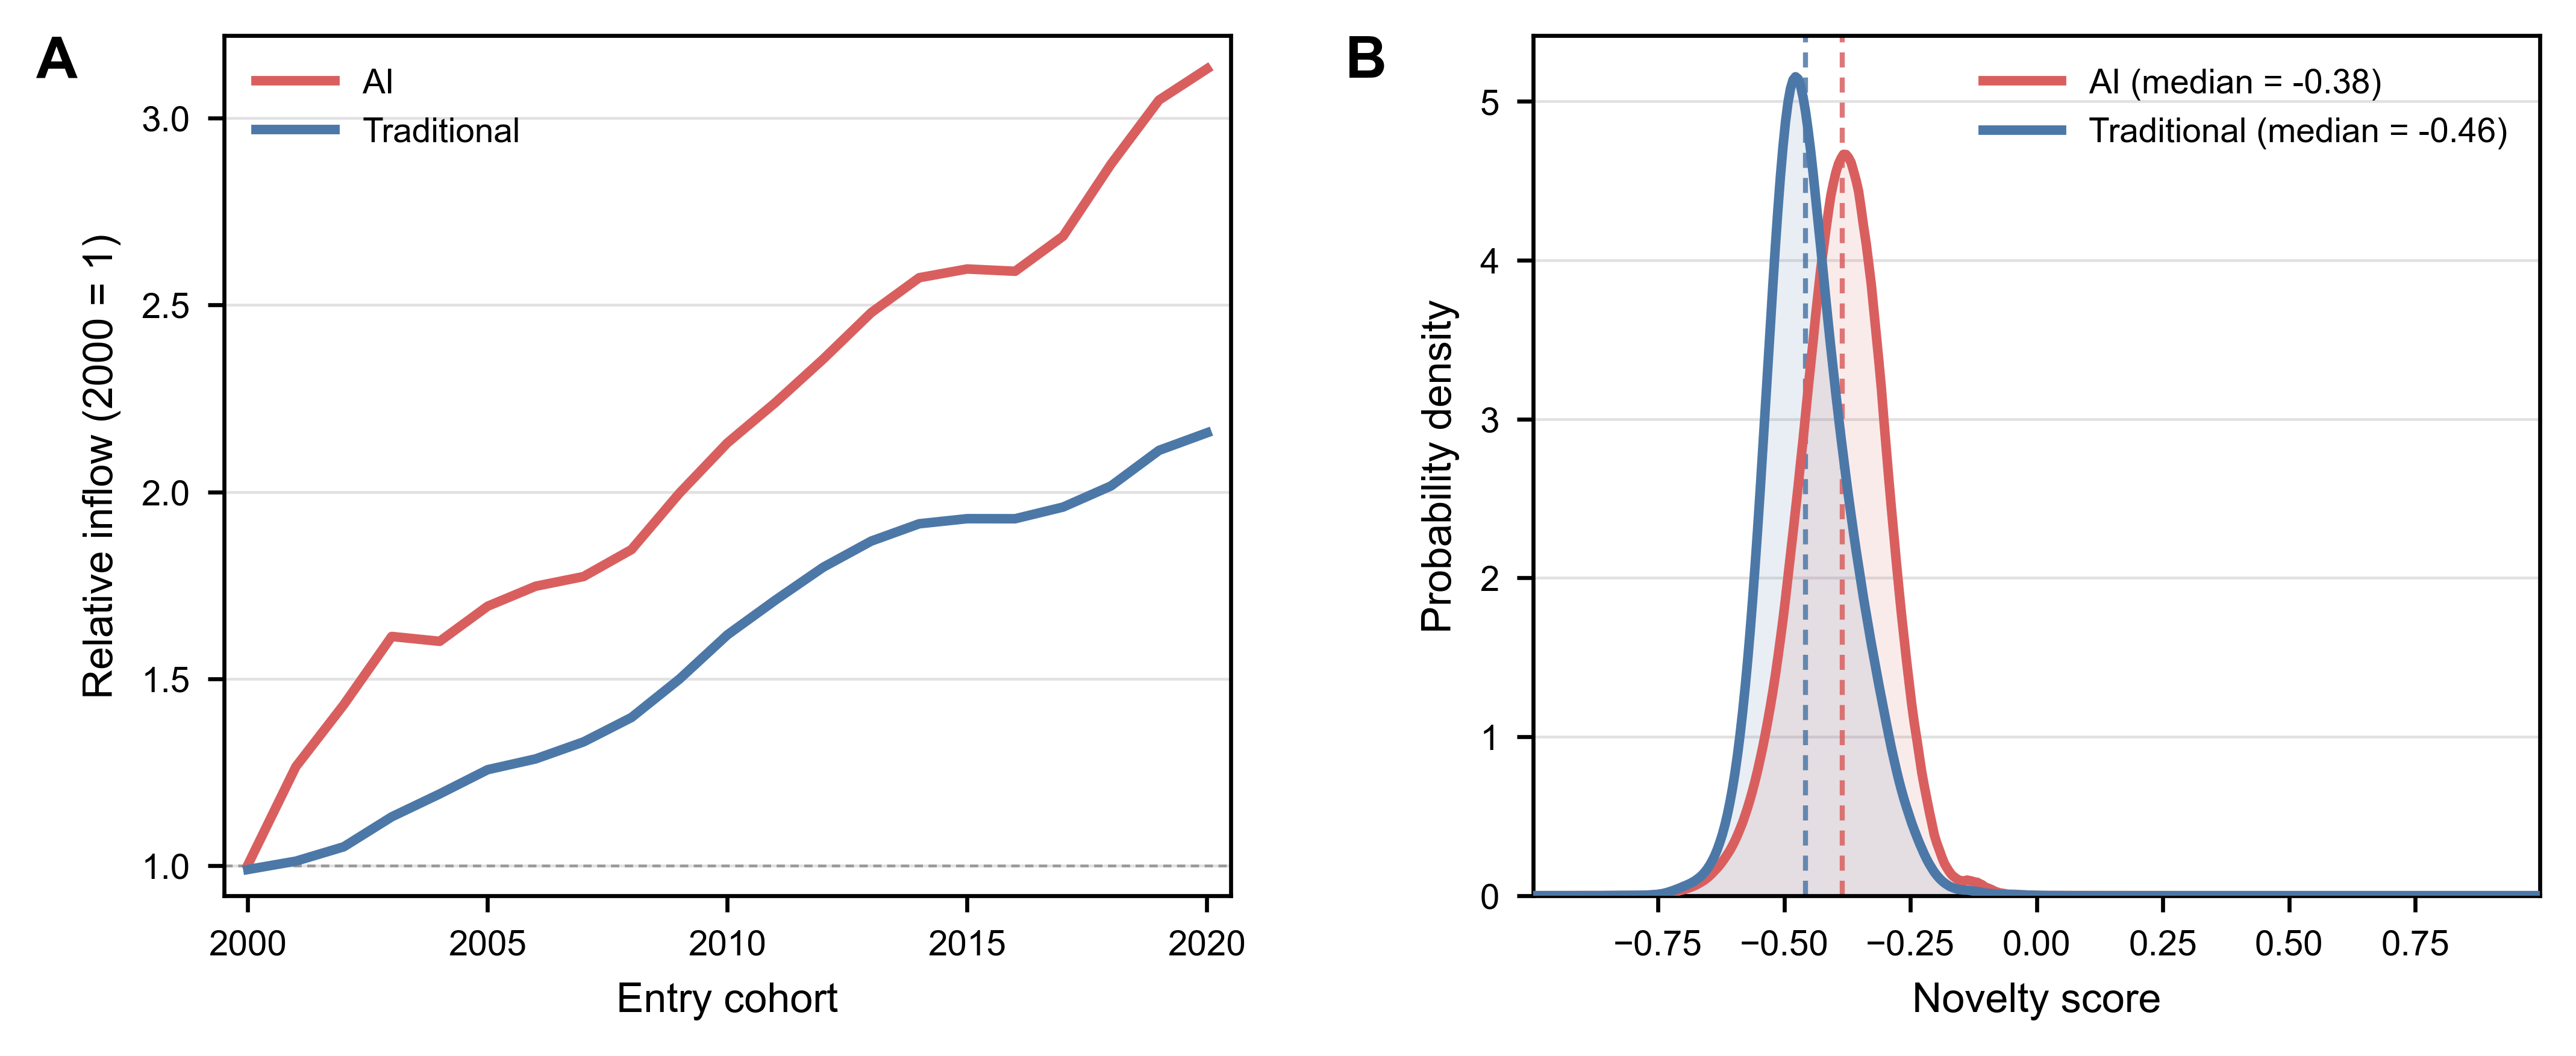 A
AI
Traditional
Relative inflow (2000 = 1)
3.0
2.5
2.0
1.5
1.0
2000 2005 2010 2015 2020
Entry cohort
B
AI (median = -0.38)
Traditional (median = -0.46)
Probability density
5
4
3
2
1
0
−0.75 −0.50 −0.25 0.00 0.25 0.50 0.75
Novelty score